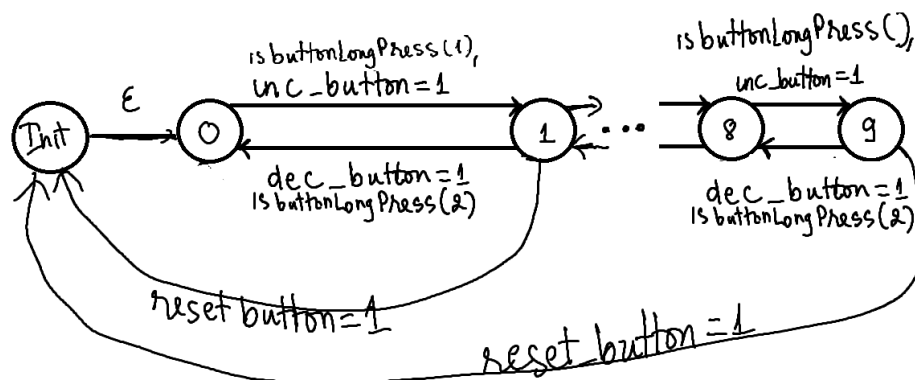 isbuttonLongPress(1),
inc_button=1
isbuttonLongPress(),
inc_button=1
ε
Init
0
1
...
8
9
dec_button=1
isbuttonLongPress(2)
dec_button=1
isbuttonLongPress(2)
reset button=1
reset_button=1